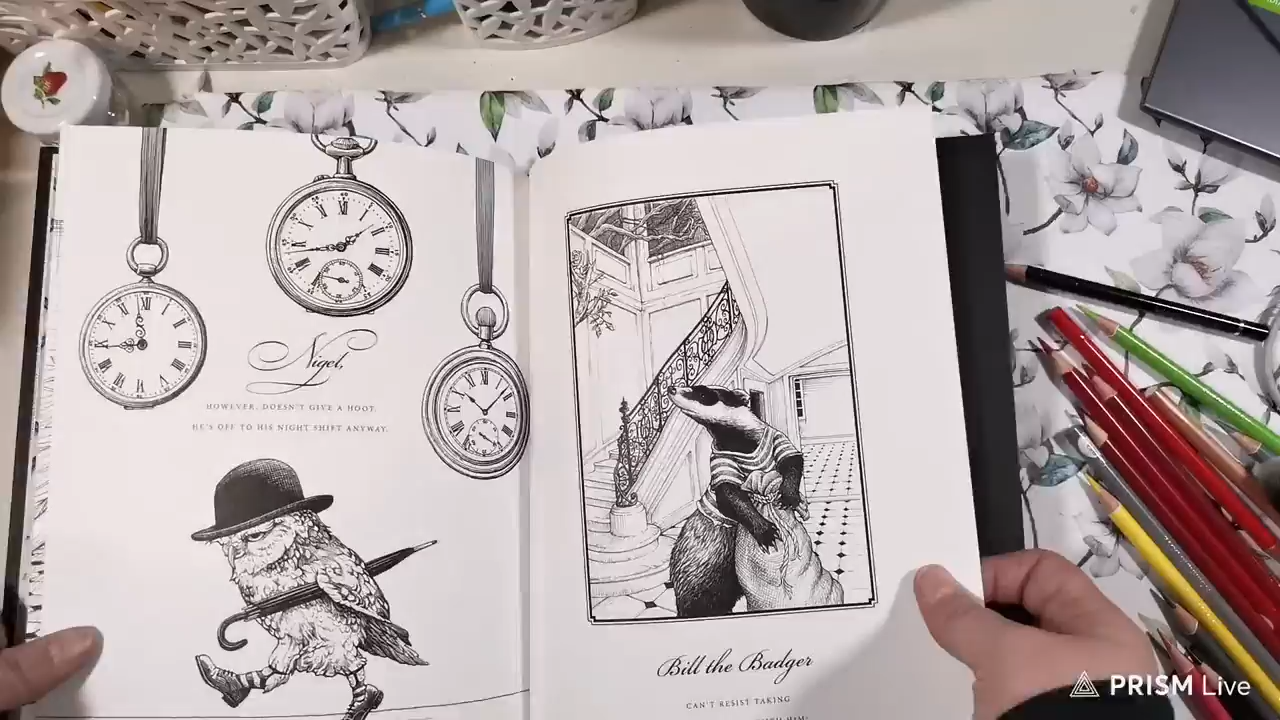 Nigel,
HOWEVER, DOESN'T GIVE A HOOT.
HE'S OFF TO HIS NIGHT SHIFT ANYWAY.
Bill the Badger
CAN'T RESIST TAKING
PRISM Live